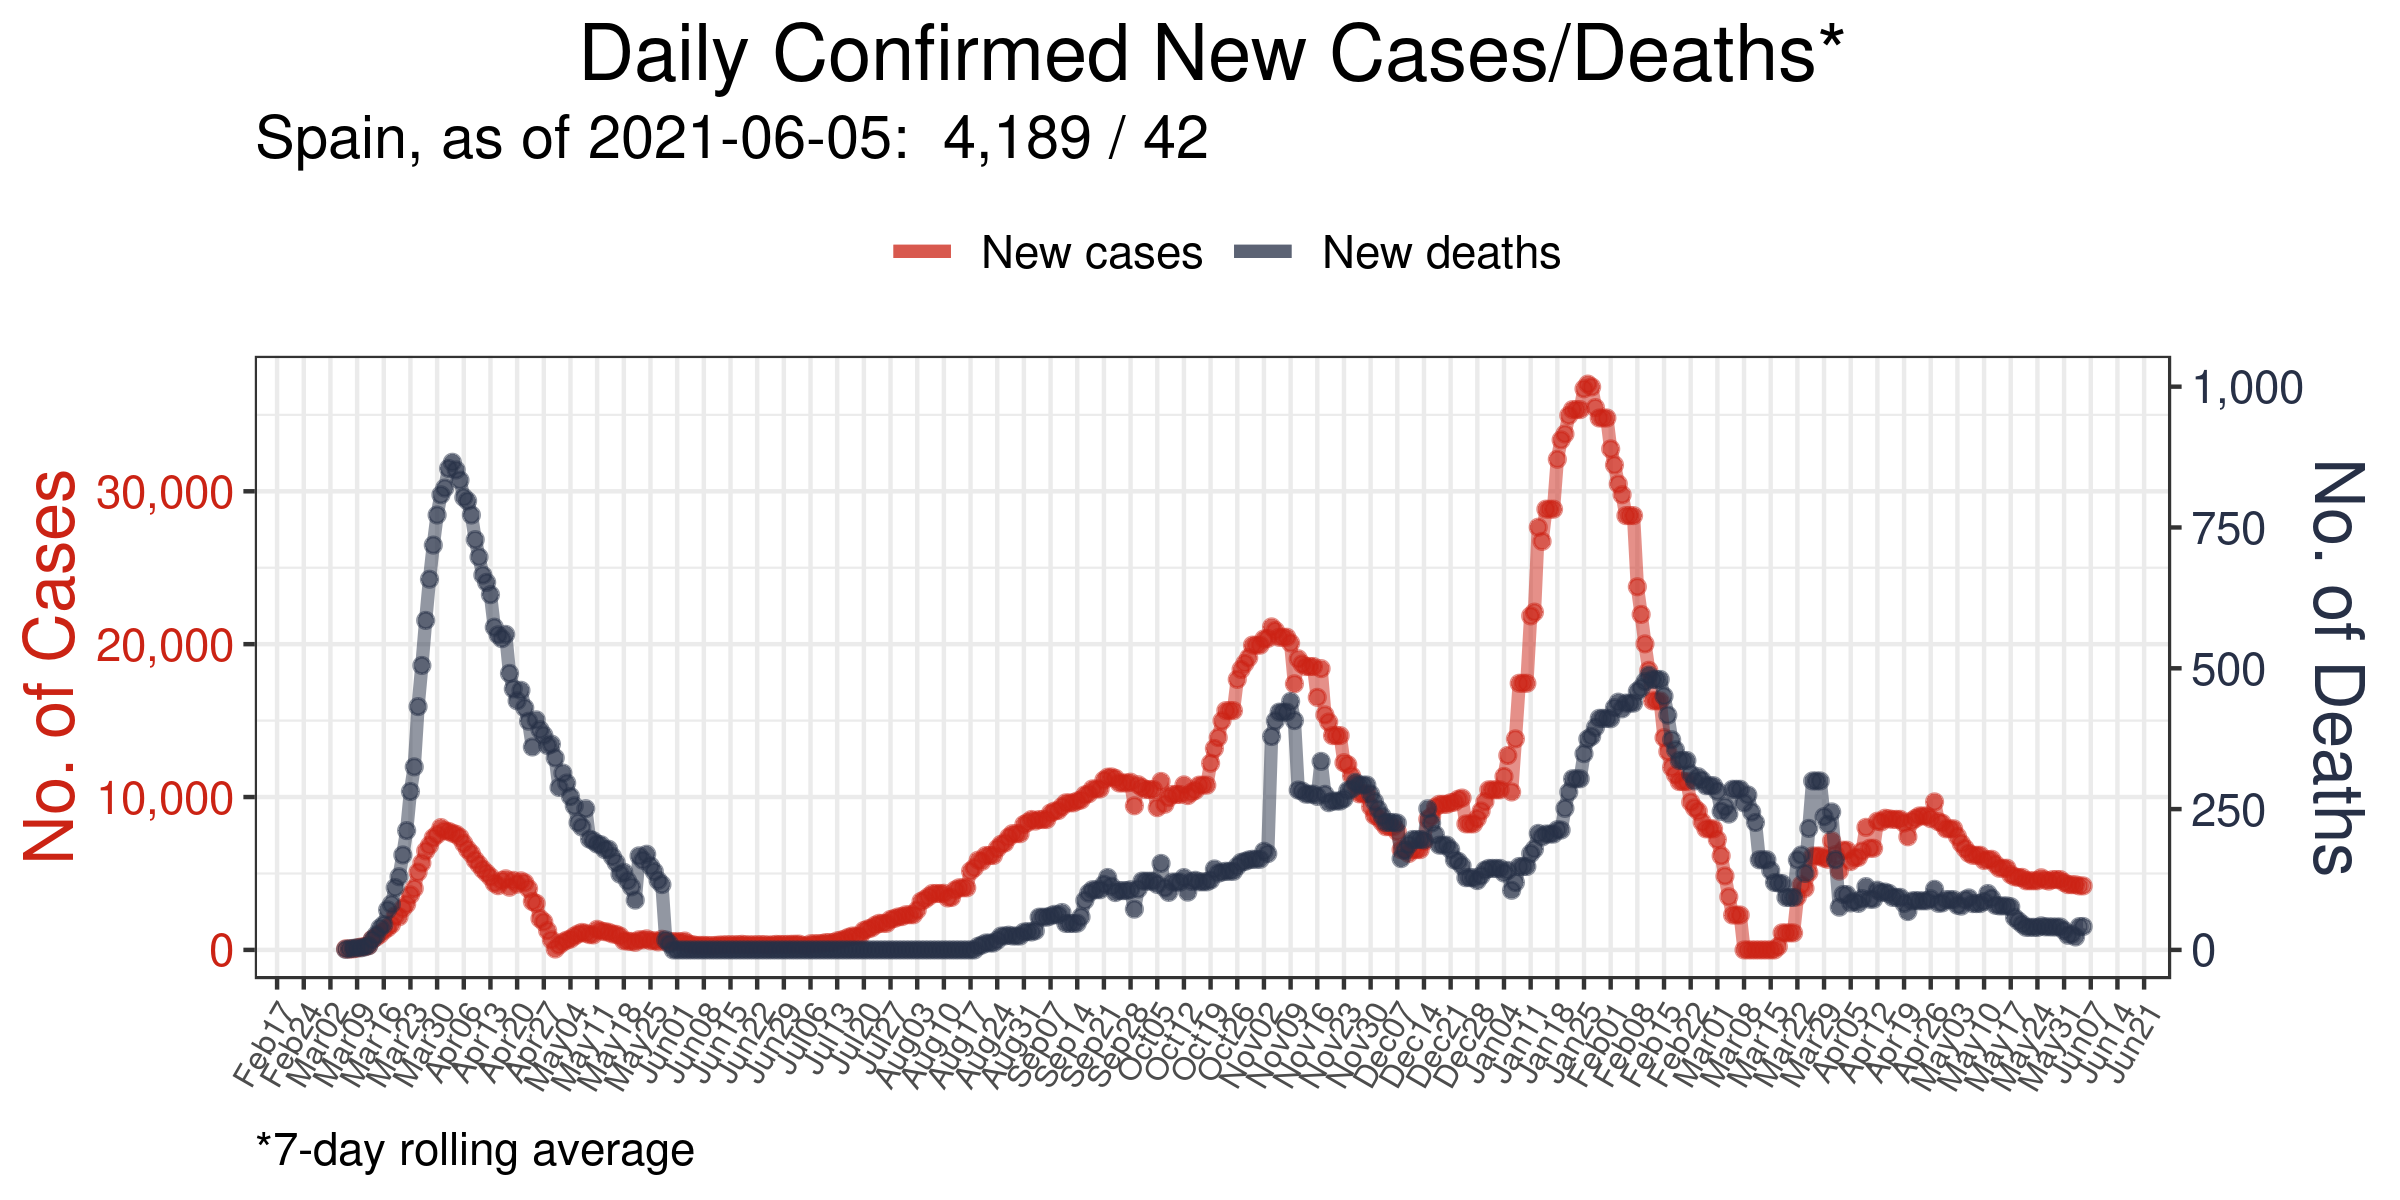 Daily Confirmed New Cases/Deaths*
Spain, as of 2021-06-05:  4,189 / 42
New cases
New deaths
No. of Cases
30,000
20,000
10,000
0
1,000
750
500
250
0
No. of Deaths
Feb17
Feb24
Mar02
Mar09
Mar16
Mar23
Mar30
Apr06
Apr13
Apr20
Apr27
May04
May11
May18
May25
Jun01
Jun08
Jun15
Jun22
Jun29
Jul06
Jul13
Jul20
Jul27
Aug03
Aug10
Aug17
Aug24
Aug31
Sep07
Sep14
Sep21
Sep28
Oct05
Oct12
Oct19
Oct26
Nov02
Nov09
Nov16
Nov23
Nov30
Dec07
Dec14
Dec21
Dec28
Jan04
Jan11
Jan18
Jan25
Feb01
Feb08
Feb15
Feb22
Mar01
Mar08
Mar15
Mar22
Mar29
Apr05
Apr12
Apr19
Apr26
May03
May10
May17
May24
May31
Jun07
Jun14
Jun21
*7-day rolling average